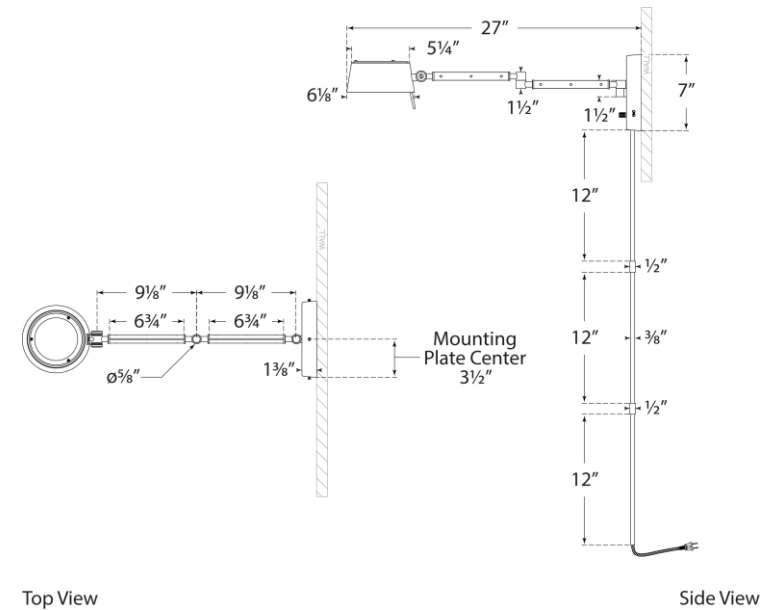 27”
5¼”
6⅛”
1½”
1½”
WALL
7”
12”
½”
12”
⅜”
½”
12”
WALL
9⅛” 9⅛”
6¾” 6¾”
ø⅝”
1⅜”
Mounting
Plate Center
3½”
Top View
Side View